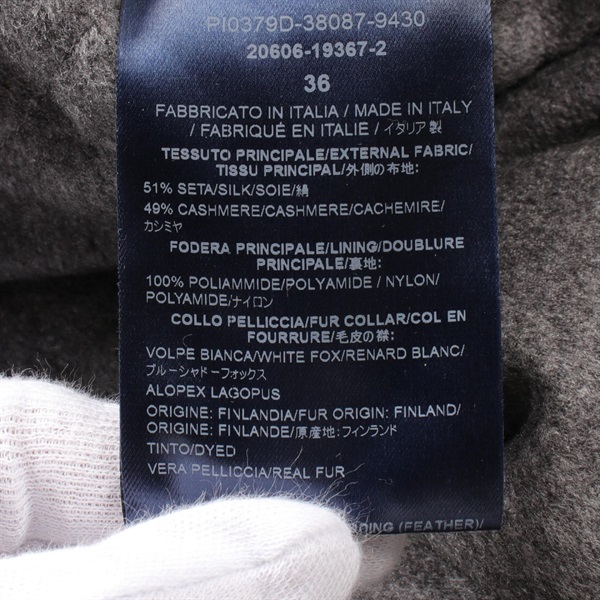 PI0379D-38087-9430
20606-19367-2
36
FABBRICATO IN ITALIA / MADE IN ITALY
/ FABRIQUÉ EN ITALIE / イタリア製
TESSUTO PRINCIPALE/EXTERNAL FABRIC/
TISSU PRINCIPAL/外側の布地:
51% SETA/SILK/SOIE/絹
49% CASHMERE/CASHMERE/CACHEMIRE/
カシミヤ
FODERA PRINCIPALE/LINING/DOUBLURE
PRINCIPALE/裏地:
100% POLIAMMIDE/POLYAMIDE / NYLON/
POLYAMIDE/ナイロン
COLLO PELLICCIA/FUR COLLAR/COL EN
FOURRURE/毛皮の襟:
VOLPE BIANCA/WHITE FOX/RENARD BLANC/
ブルーシャドーフォックス
ALOPEX LAGOPUS
ORIGINE: FINLANDIA/FUR ORIGIN: FINLAND/
ORIGINE: FINLANDE/原産地:フィンランド
TINTO/DYED
VERA PELLICCIA/REAL FUR
(FEATHER)/